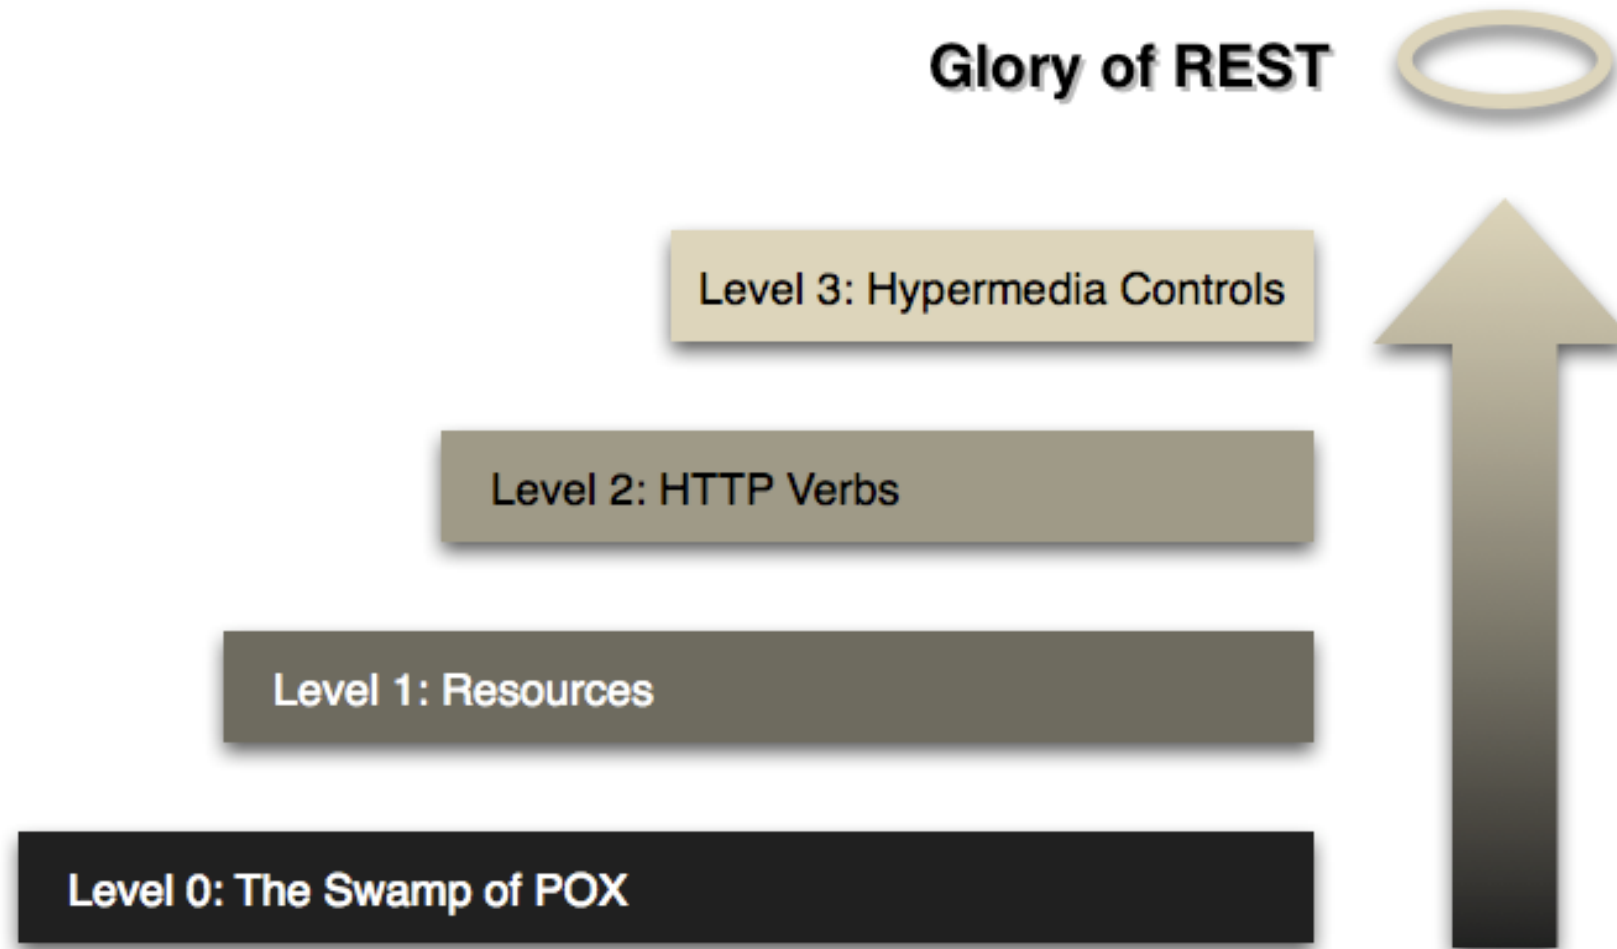 Glory of REST
Level 3: Hypermedia Controls
Level 2: HTTP Verbs
Level 1: Resources
Level 0: The Swamp of POX